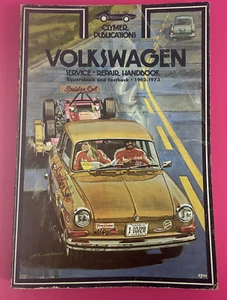 CLYMER
PUBLICATIONS
VOLKSWAGEN
SERVICE • REPAIR HANDBOOK
Squareback and Fastback • 1962-1973